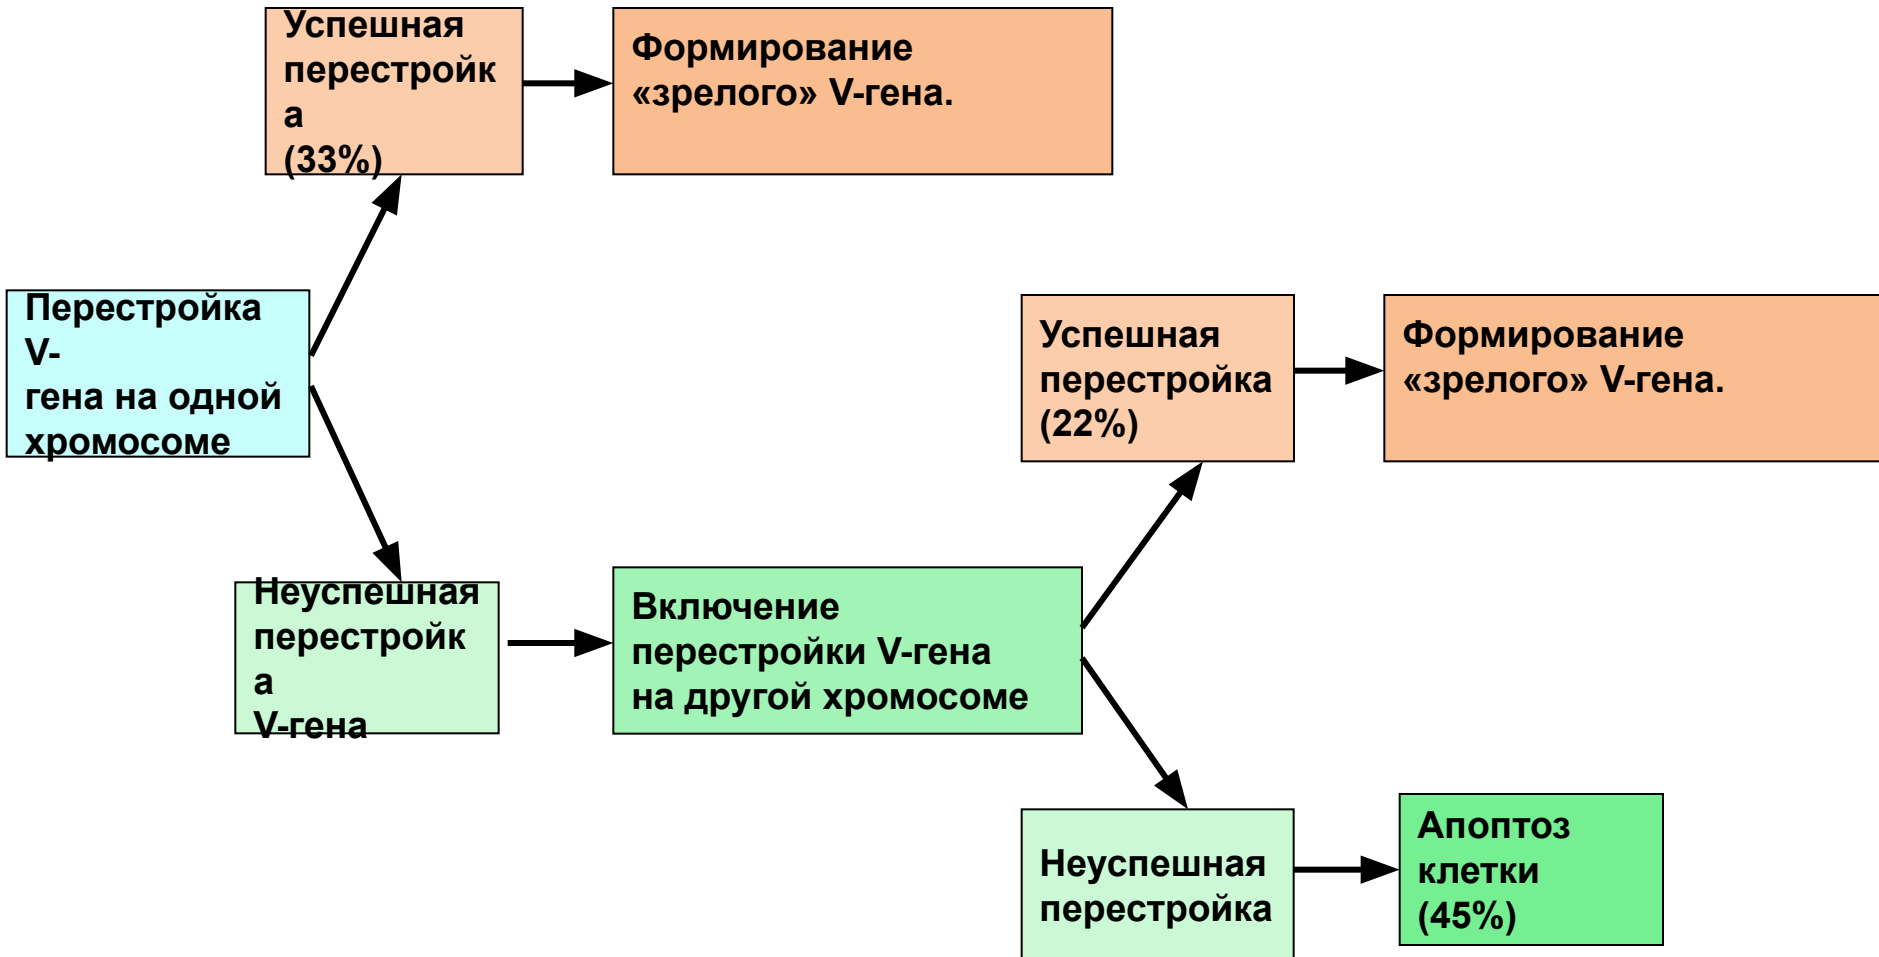 Успешная
перестройк
а
(33%)
Формирование
«зрелого» V-гена.
Перестройка
V-
гена на одной
хромосоме
Успешная
перестройка
(22%)
Формирование
«зрелого» V-гена.
Неуспешная
перестройк
а
V-гена
Включение
перестройки V-гена
на другой хромосоме
Неуспешная
перестройка
Апоптоз
клетки
(45%)